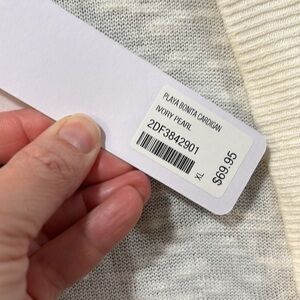 PLAYA BONITA CARDIGAN
IVORY PEARL
2DF3842901
XL
$69.95